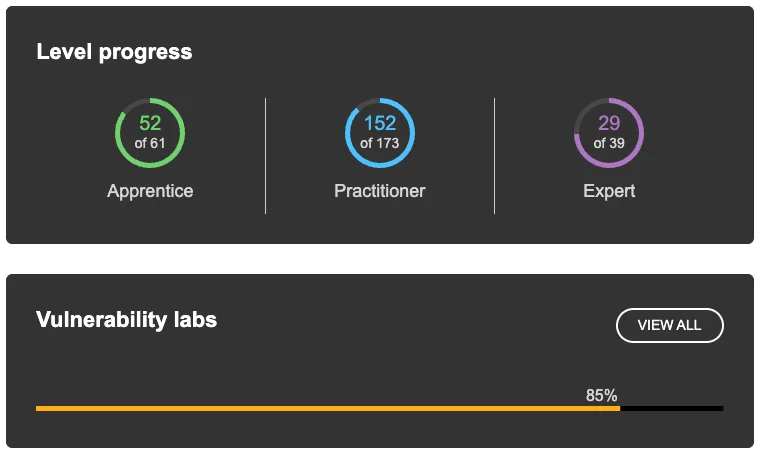 Level progress
52
of 61
Apprentice
152
of 173
Practitioner
29
of 39
Expert
Vulnerability labs
VIEW ALL
85%